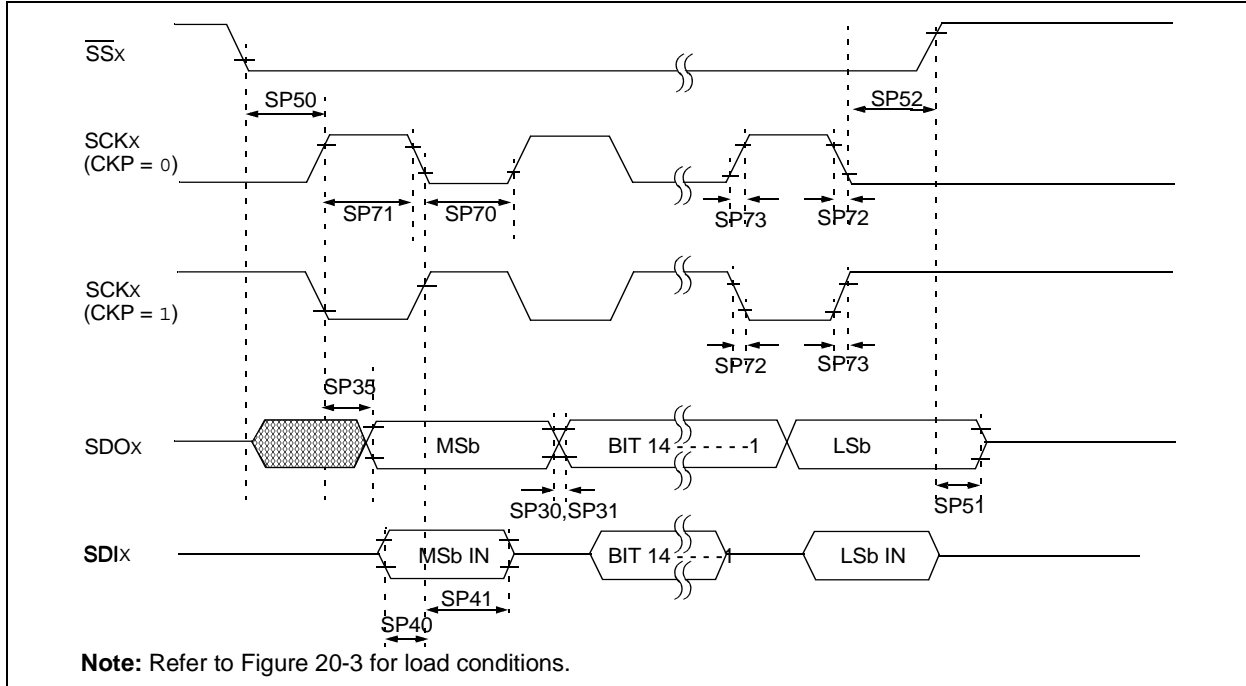 SSX
SP50
SP52
SCKX
(CKP = 0)
SP71
SP70
SP73
SP72
SCKX
(CKP = 1)
SP72
SP73
SP35
SDOX
MSb
BIT 14 - - - - - -1
LSb
SP30,SP31
SP51
SDIX
MSb IN
BIT 14 - - - -1
LSb IN
SP41
SP40
Note: Refer to Figure 20-3 for load conditions.